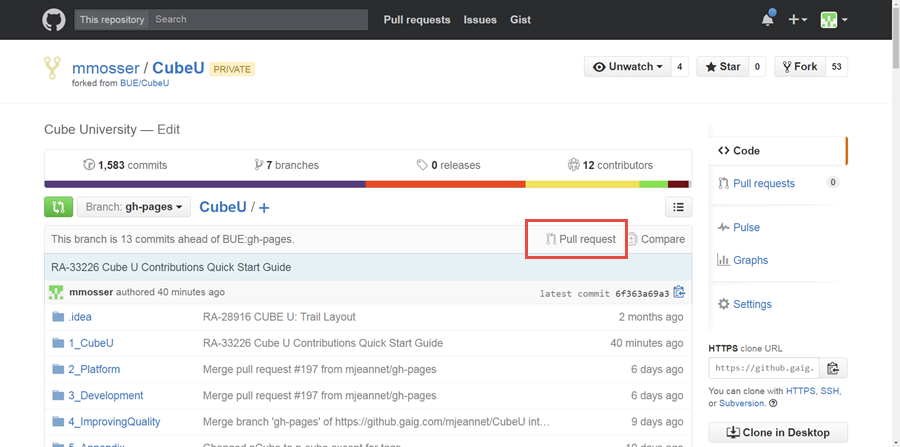 This repository Search Pull requests Issues Gist
mmosser / CubeU PRIVATE
forked from BUE/CubeU
Unwatch 4 Star 0 Fork 53
Cube University — Edit
1,583 commits 7 branches 0 releases 12 contributors
Branch: gh-pages CubeU / +
This branch is 13 commits ahead of BUE:gh-pages. Pull request Compare
RA-33226 Cube U Contributions Quick Start Guide
mmosser authored 40 minutes ago latest commit 6f363a69a3
.idea RA-28916 CUBE U: Trail Layout 2 months ago
1_CubeU RA-33226 Cube U Contributions Quick Start Guide 40 minutes ago
2_Platform Merge pull request #197 from mjeannet/gh-pages 6 days ago
3_Development Merge pull request #197 from mjeannet/gh-pages 6 days ago
4_ImprovingQuality Merge branch 'gh-pages' of https://github.gaig.com/mjeannet/CubeU int… 9 days ago
Code
Pull requests 0
Pulse
Graphs
Settings
HTTPS clone URL
https://github.gaig.
You can clone with HTTPS, SSH,
or Subversion.
Clone in Desktop